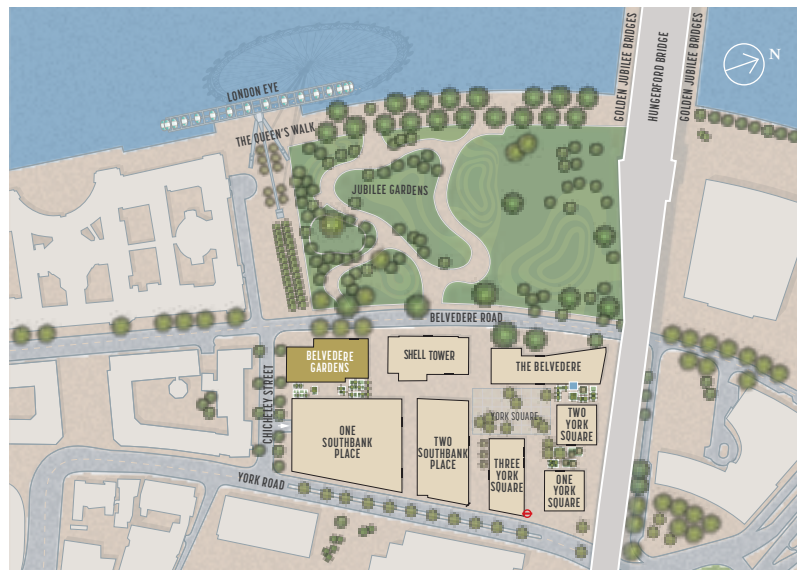 LONDON EYE
THE QUEEN'S WALK
GOLDEN JUBILEE BRIDGES
HUNGERFORD BRIDGE
GOLDEN JUBILEE BRIDGES
N
JUBILEE GARDENS
BELVEDERE ROAD
BELVEDERE
GARDENS
SHELL TOWER
THE BELVEDERE
CHICHELEY STREET
YORK SQUARE
ONE
SOUTHBANK
PLACE
TWO
SOUTHBANK
PLACE
THREE
YORK
SQUARE
TWO
YORK
SQUARE
ONE
YORK
SQUARE
YORK ROAD